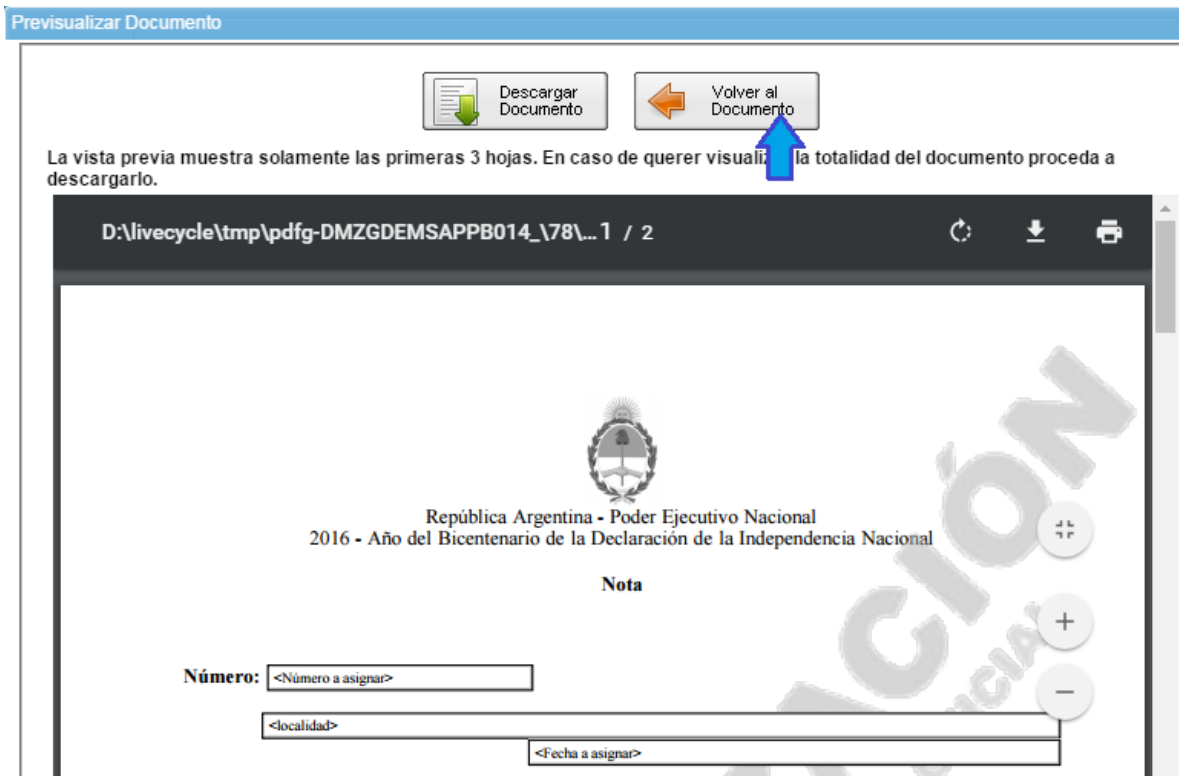 Previsualizar Documento
Descargar
Documento
Volver al
Documento
La vista previa muestra solamente las primeras 3 hojas. En caso de querer la totalidad del documento proceda a
descargarlo.
D:\livecycle\tmp\pdfg-DMZGDEMSAPPB014_\78\...1 / 2
República Argentina - Poder Ejecutivo Nacional
2016 - Año del Bicentenario de la Declaración de la Independencia Nacional
Nota
Número: <Número a asignar>
<localidad>
<Fecha a asignar>